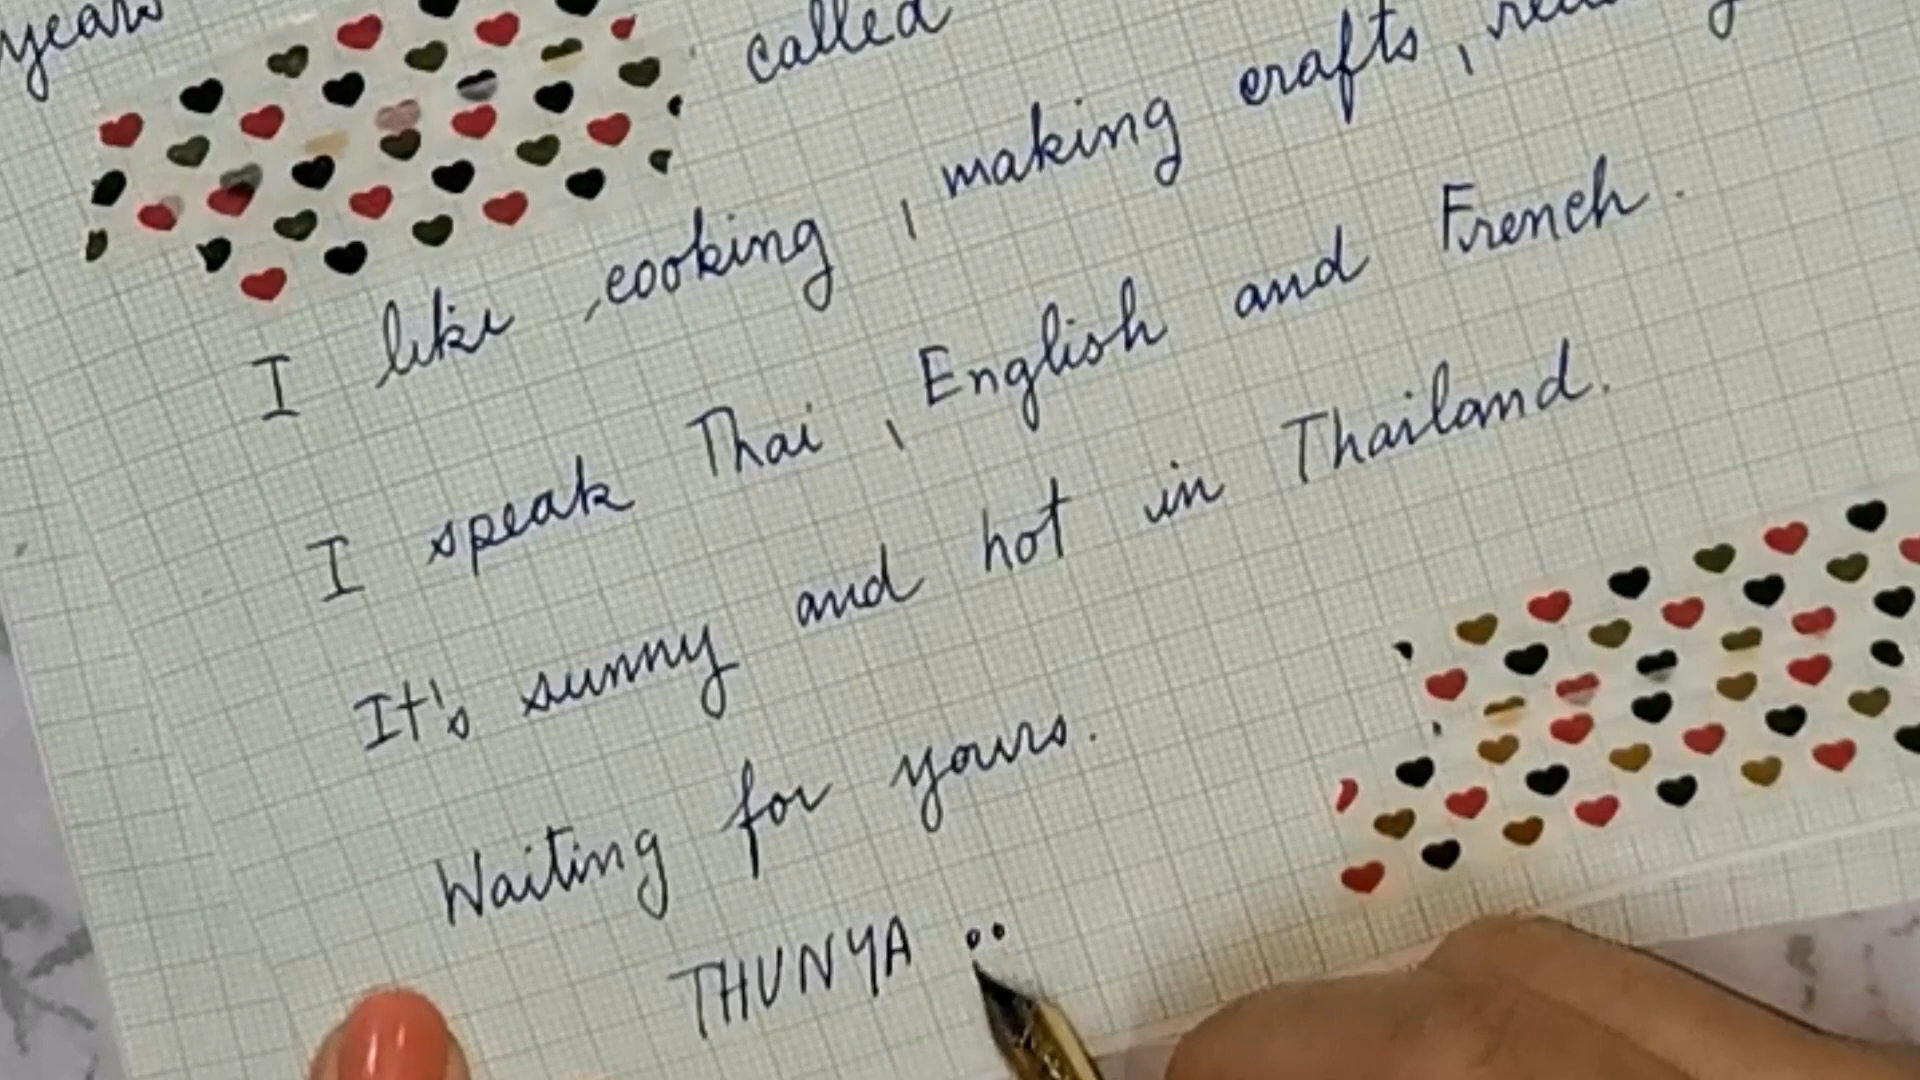 years called
I like cooking, making crafts,
I speak Thai, English and French.
It's sunny and hot in Thailand.
Waiting for yours.
THUNYA